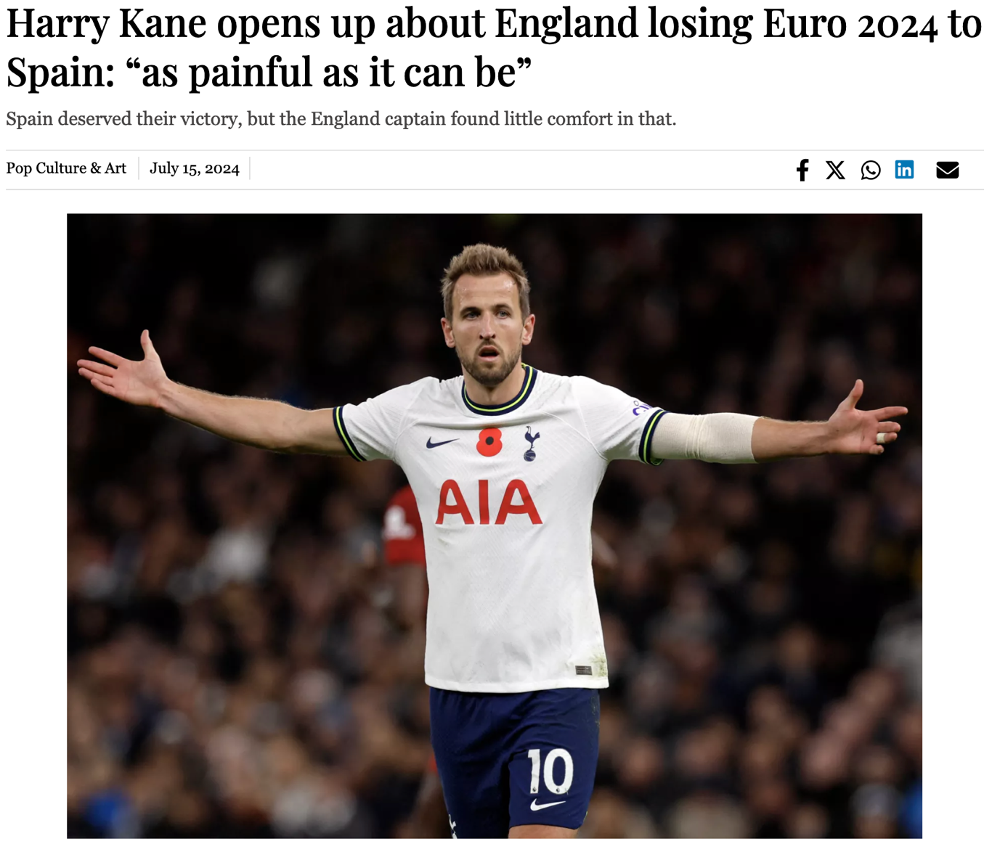 Harry Kane opens up about England losing Euro 2024 to
Spain: “as painful as it can be”
Spain deserved their victory, but the England captain found little comfort in that.
Pop Culture & Art
July 15, 2024
AIA
10